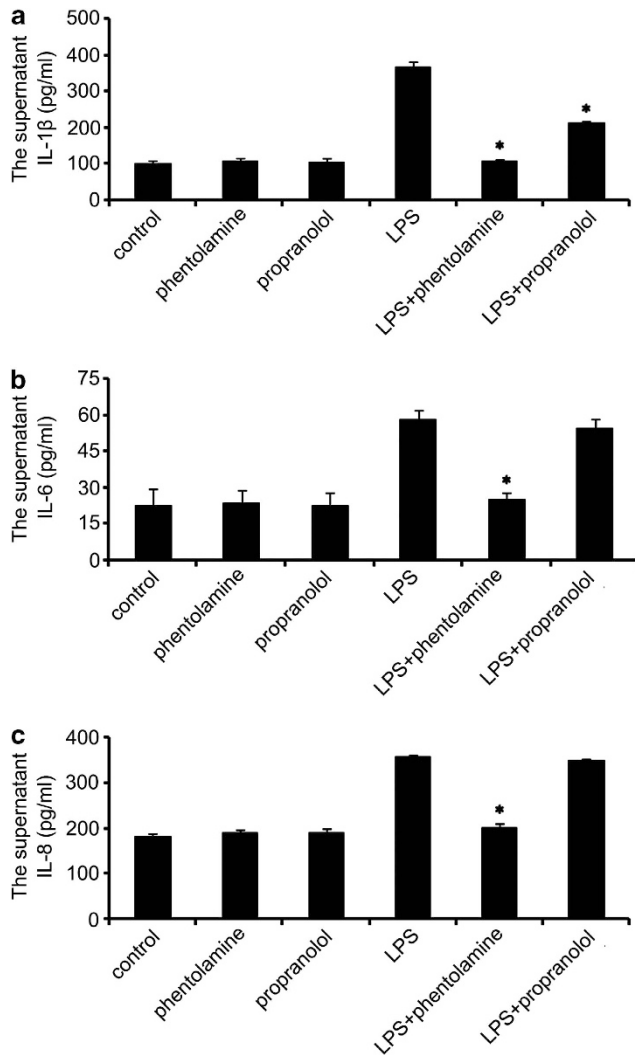 a
The supernatant
IL-1β (pg/ml)
500
400
300
200
100
0
*
*
control
phentolamine
propranolol
LPS
LPS+phentolamine
LPS+propranolol
b
The supernatant
IL-6 (pg/ml)
75
60
45
30
15
0
*
control
phentolamine
propranolol
LPS
LPS+phentolamine
LPS+propranolol
c
The supernatant
IL-8 (pg/ml)
400
300
200
100
0
*
control
phentolamine
propranolol
LPS
LPS+phentolamine
LPS+propranolol